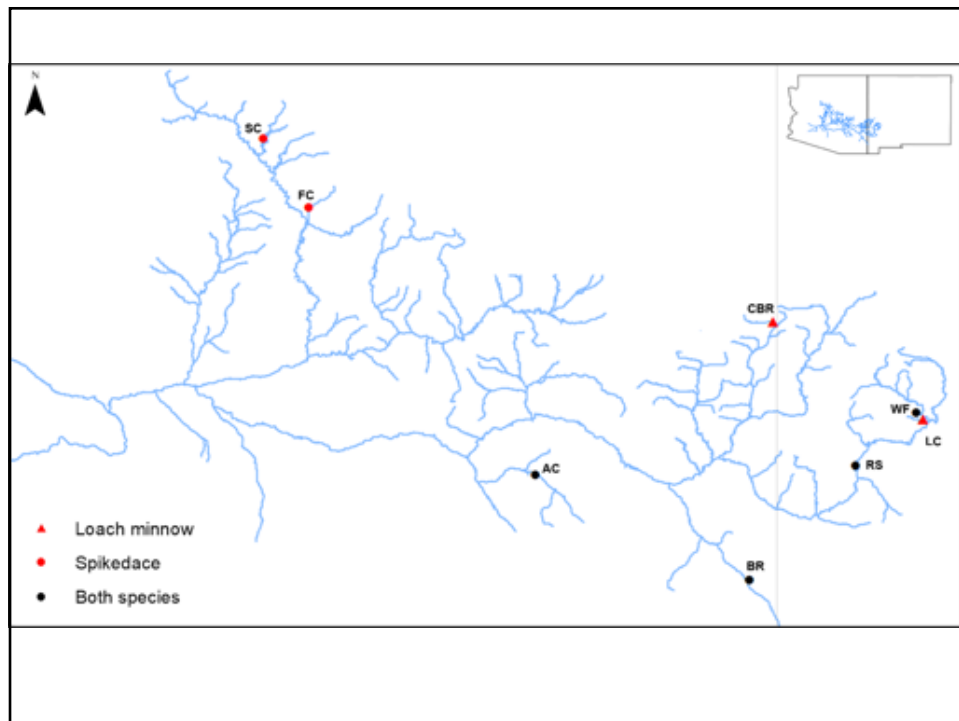 N
SC
FC
CBR
WF
LC
RS
AC
BR
Loach minnow
Spikedace
Both species